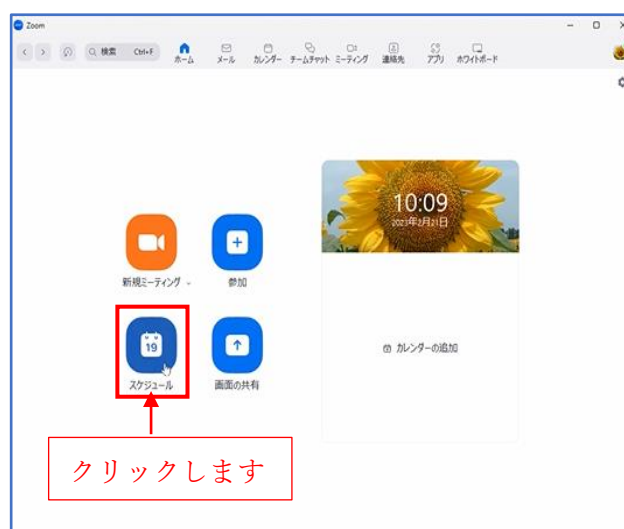 Zoom
検索 Ctrl+F
ホーム メール カレンダー チームチャット ミーティング 連絡先 アプリ ホワイトボード
10:09
2023年2月21日
新規ミーティング 参加
19
スケジュール 画面の共有
カレンダーの追加
クリックします